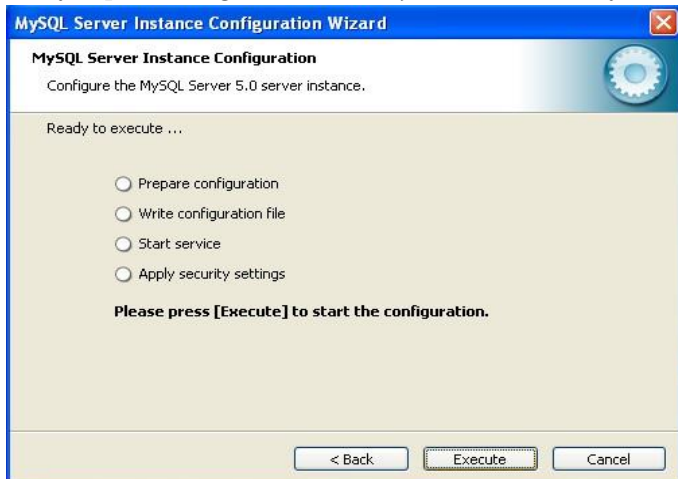 MySQL Server Instance Configuration Wizard
MySQL Server Instance Configuration
Configure the MySQL Server 5.0 server instance.
Ready to execute ...
Prepare configuration
Write configuration file
Start service
Apply security settings
Please press [Execute] to start the configuration.
< Back Execute Cancel